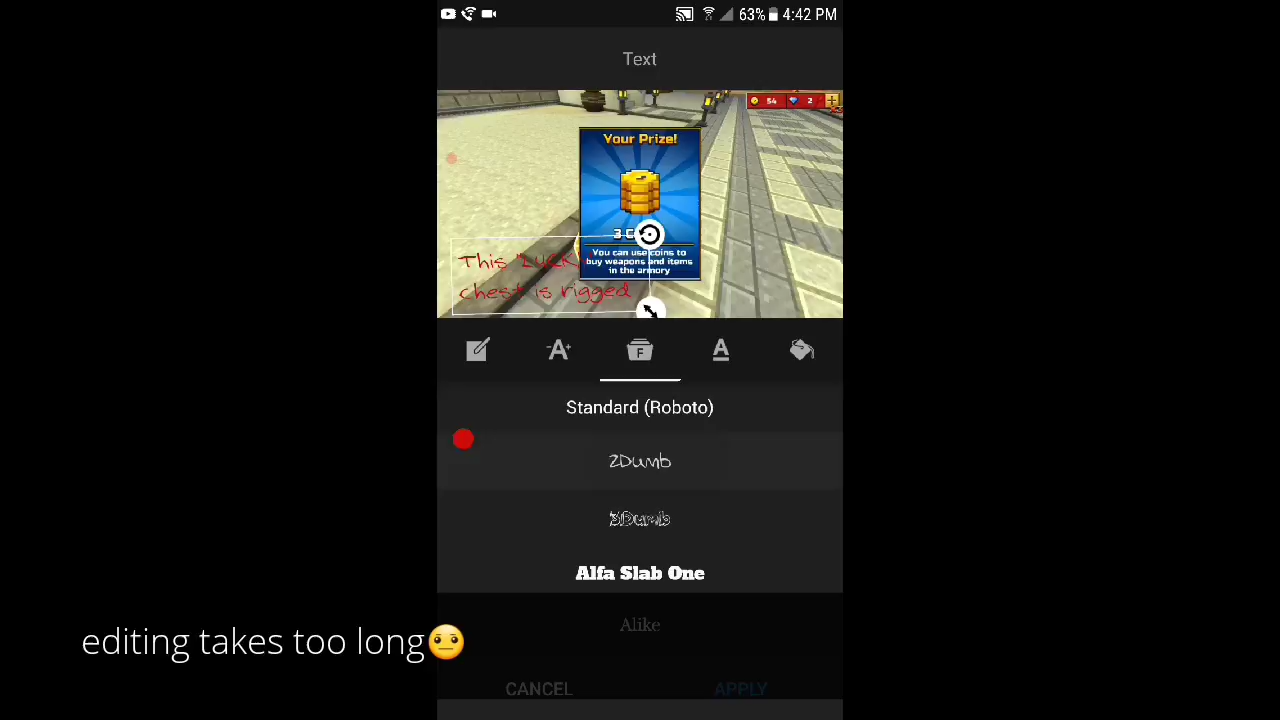 63% 4:42 PM
Text
54 2
Your Prize!
3
You can use coins to
buy weapons and items
in the armory
This "LUCK
chest is rigged
-A+
F
A
Standard (Roboto)
2Dumb
3Dumb
Alfa Slab One
Alike
editing takes too long😐
CANCEL APPLY